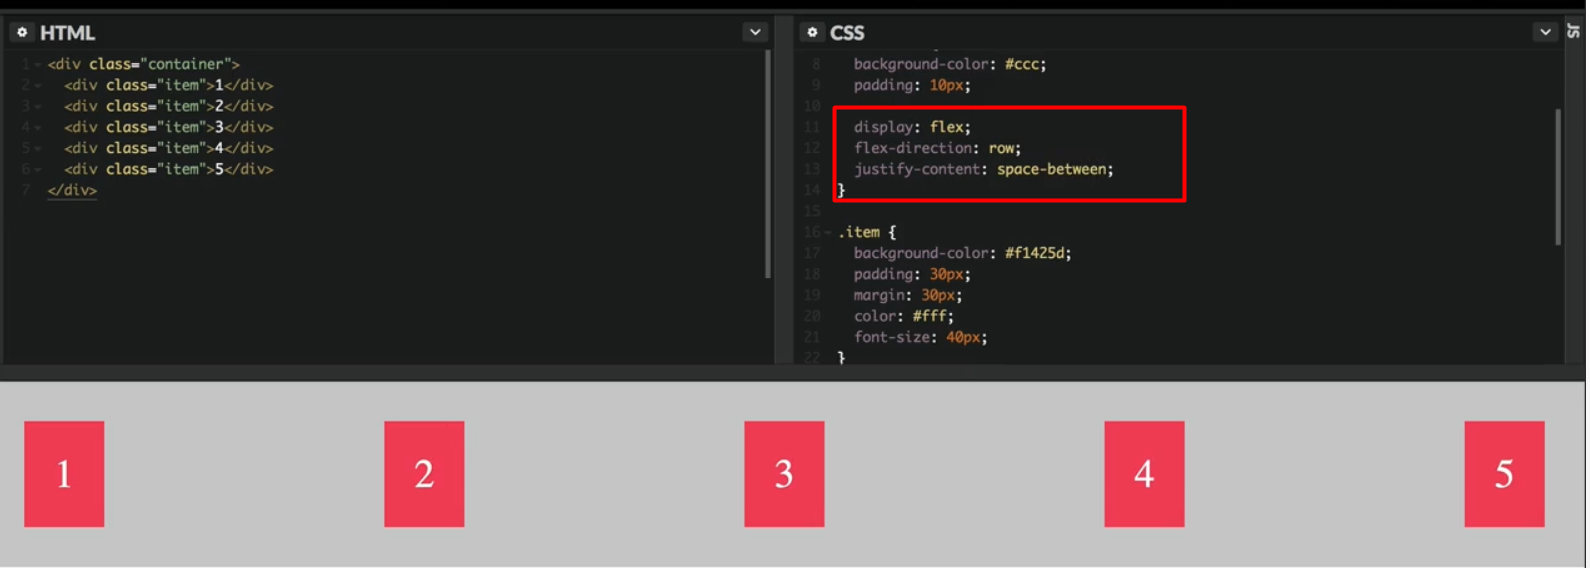 HTML
1 <div class="container">
2 <div class="item">1</div>
3 <div class="item">2</div>
4 <div class="item">3</div>
5 <div class="item">4</div>
6 <div class="item">5</div>
7 </div>
CSS
JS
8 background-color: #ccc;
9 padding: 10px;
10
11 display: flex;
12 flex-direction: row;
13 justify-content: space-between;
14 }
15
16 .item {
17 background-color: #f1425d;
18 padding: 30px;
19 margin: 30px;
20 color: #fff;
21 font-size: 40px;
22 }
1 2 3 4 5